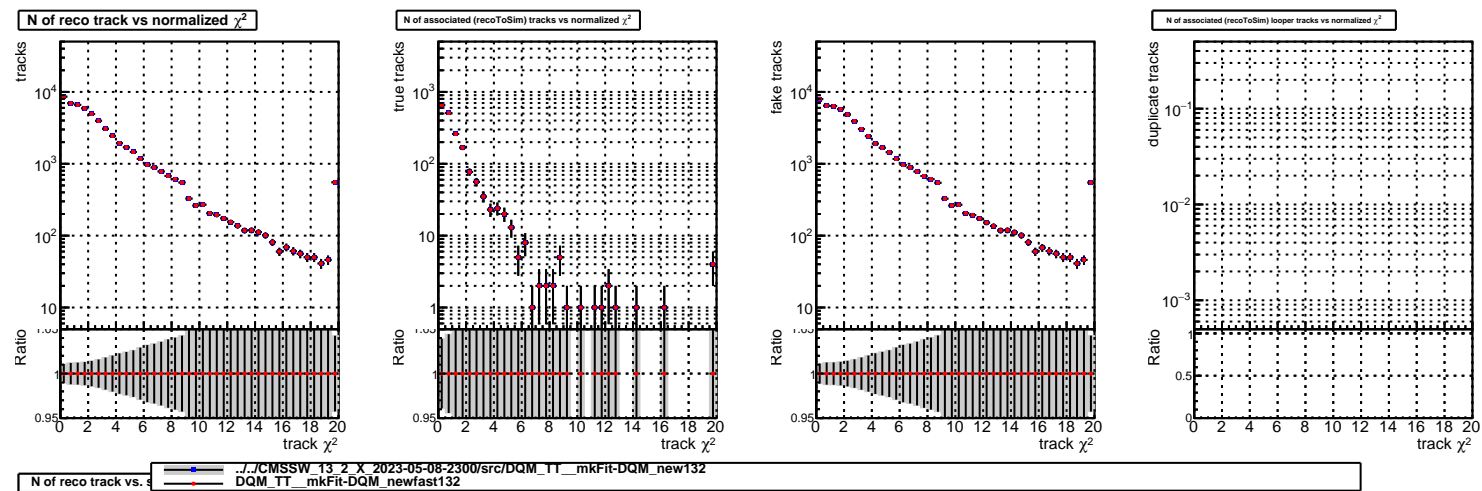 N of reco track vs normalized χ²
N of associated (recoToSim) tracks vs normalized χ²
N of associated (recoToSim) looper tracks vs normalized χ²
tracks
10⁴
10³
10²
10
Ratio
1
0.95
0 2 4 6 8 10 12 14 16 18 20
track χ²
true tracks
10³
10²
10
1
Ratio
1
0.95
0 2 4 6 8 10 12 14 16 18 20
track χ²
fake tracks
10⁴
10³
10²
10
Ratio
1
0.95
0 2 4 6 8 10 12 14 16 18 20
track χ²
duplicate tracks
10⁻¹
10⁻²
10⁻³
Ratio
1
0.5
0
0 2 4 6 8 10 12 14 16 18 20
track χ²
N of reco track vs.
../../CMSSW_13_2_X_2023-05-08-2300/src/DQM_TT__mkFit-DQM_new132
DQM_TT__mkFit-DQM_newfast132